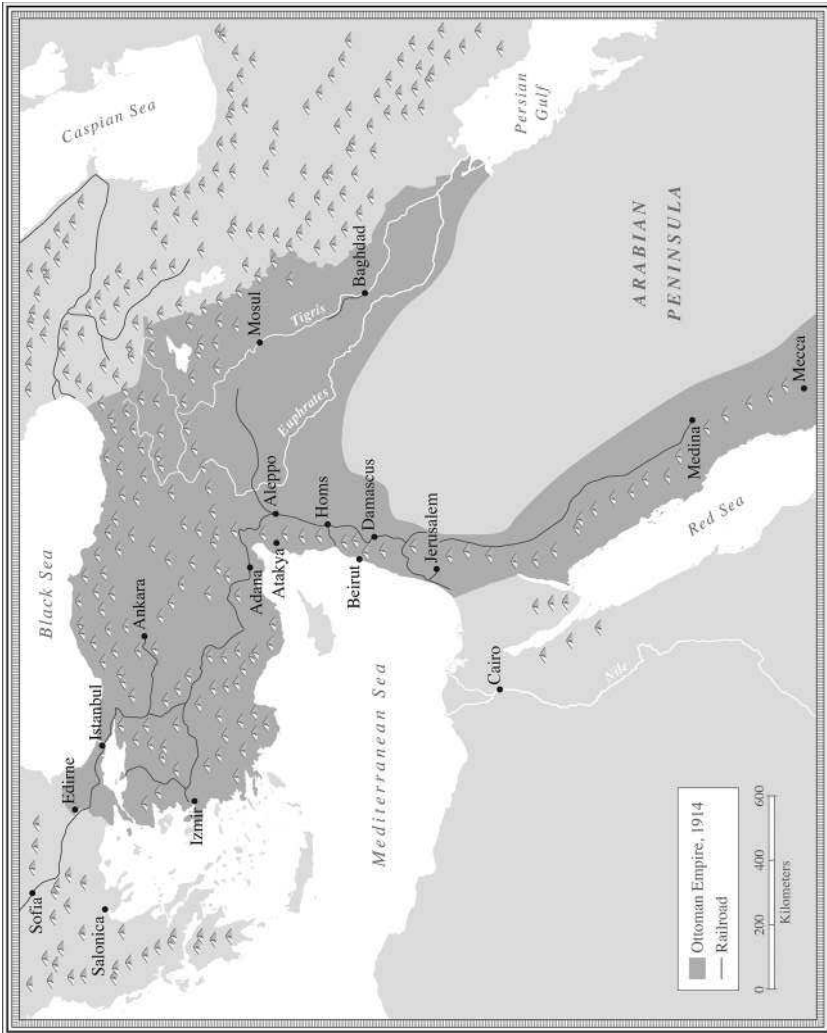 Black Sea
Caspian Sea
Sofia
Edirne
Istanbul
Salonica
Ankara
Izmir
Adana
Atakya
Aleppo
Mosul
Tigris
Euphrates
Homs
Beirut
Damascus
Baghdad
Jerusalem
Mediterranean Sea
Persian
Gulf
Cairo
Nile
ARABIAN
PENINSULA
Medina
Red Sea
Mecca
Ottoman Empire, 1914
Railroad
0 200 400 600
Kilometers